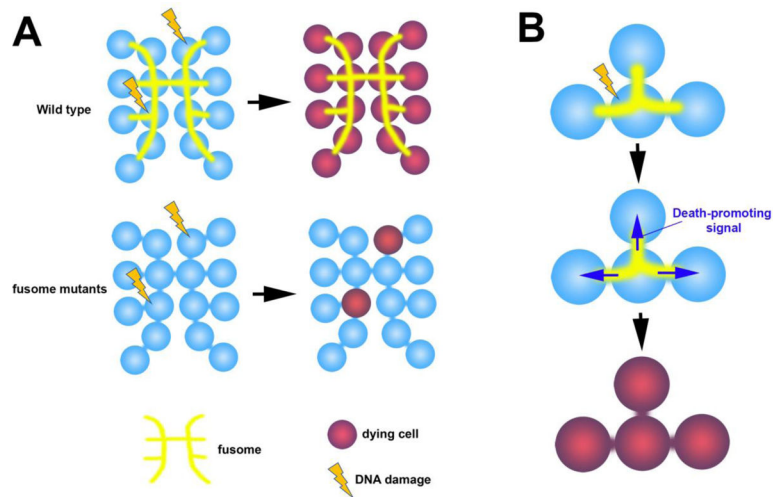 A
Wild type
fusome mutants
fusome
dying cell
DNA damage
B
Death-promoting
signal